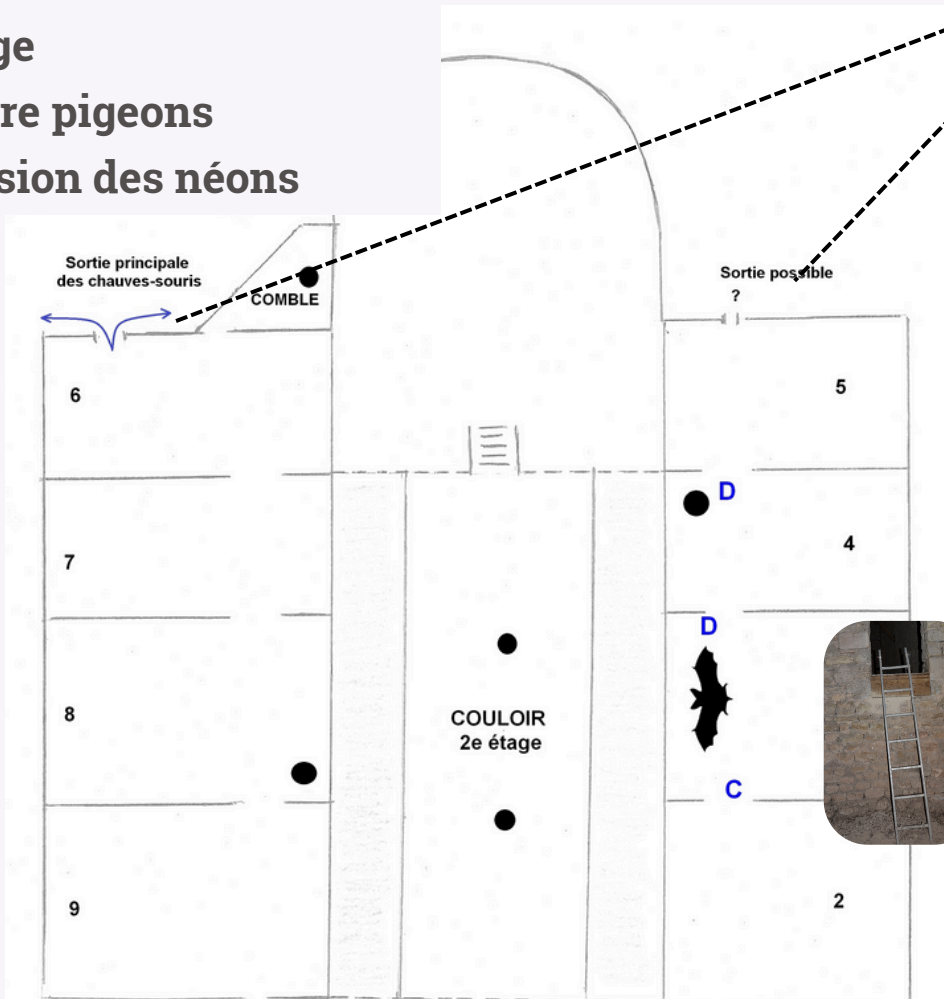 ge
re pigeons
sion des néons
Sortie principale
des chauves-souris
COMBLE
Sortie possible
?
6
5
D
4
7
D
8
COULOIR
2e étage
C
9
2